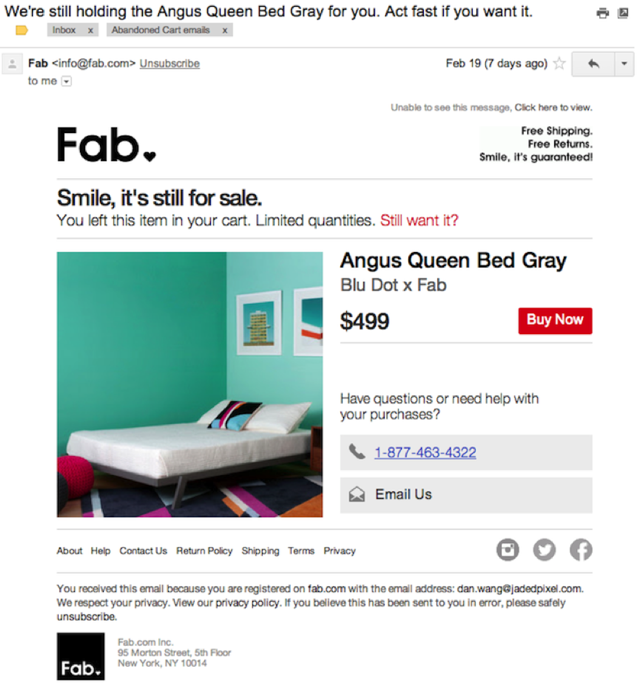 We're still holding the Angus Queen Bed Gray for you. Act fast if you want it.
Inbox x Abandoned Cart emails x
Fab <info@fab.com> Unsubscribe
Feb 19 (7 days ago)
to me
Unable to see this message, Click here to view.
Fab.
Free Shipping.
Free Returns.
Smile, it's guaranteed!
Smile, it's still for sale.
You left this item in your cart. Limited quantities. Still want it?
Angus Queen Bed Gray
Blu Dot x Fab
$499
Buy Now
Have questions or need help with
your purchases?
1-877-463-4322
Email Us
About Help Contact Us Return Policy Shipping Terms Privacy
You received this email because you are registered on fab.com with the email address: dan.wang@jadedpixel.com.
We respect your privacy. View our privacy policy. If you believe this has been sent to you in error, please safely
unsubscribe.
Fab.
Fab.com Inc.
95 Morton Street, 5th Floor
New York, NY 10014